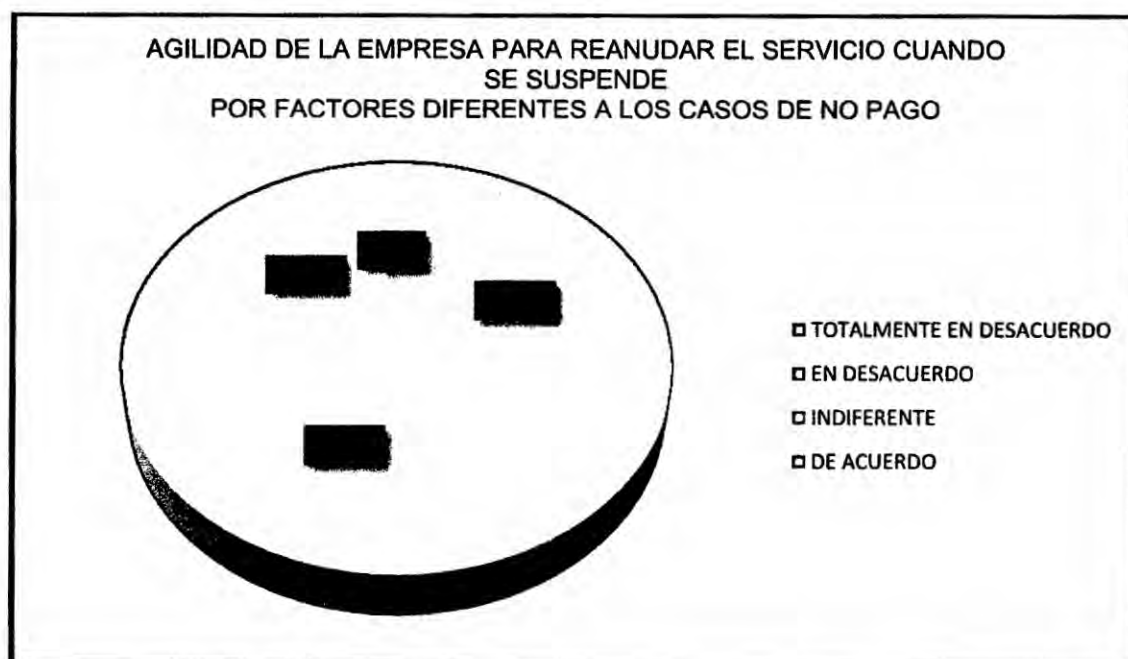 AGILIDAD DE LA EMPRESA PARA REANUDAR EL SERVICIO CUANDO
SE SUSPENDE
POR FACTORES DIFERENTES A LOS CASOS DE NO PAGO
TOTALMENTE EN DESACUERDO
EN DESACUERDO
INDIFERENTE
DE ACUERDO